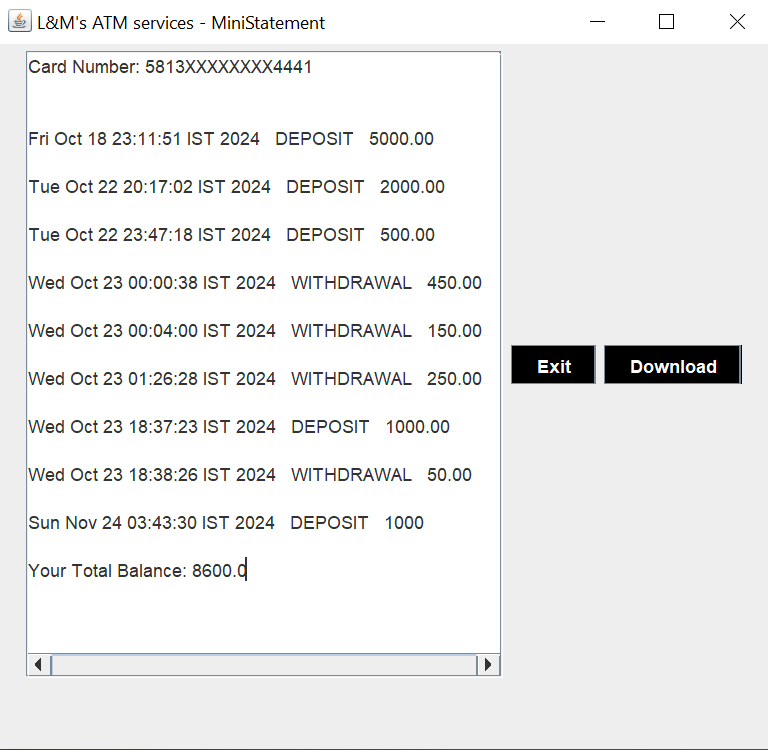 L&M's ATM services - MiniStatement
Card Number: 5813XXXXXXXX4441
Fri Oct 18 23:11:51 IST 2024 DEPOSIT 5000.00
Tue Oct 22 20:17:02 IST 2024 DEPOSIT 2000.00
Tue Oct 22 23:47:18 IST 2024 DEPOSIT 500.00
Wed Oct 23 00:00:38 IST 2024 WITHDRAWAL 450.00
Wed Oct 23 00:04:00 IST 2024 WITHDRAWAL 150.00
Wed Oct 23 01:26:28 IST 2024 WITHDRAWAL 250.00
Wed Oct 23 18:37:23 IST 2024 DEPOSIT 1000.00
Wed Oct 23 18:38:26 IST 2024 WITHDRAWAL 50.00
Sun Nov 24 03:43:30 IST 2024 DEPOSIT 1000
Your Total Balance: 8600.0
Exit
Download